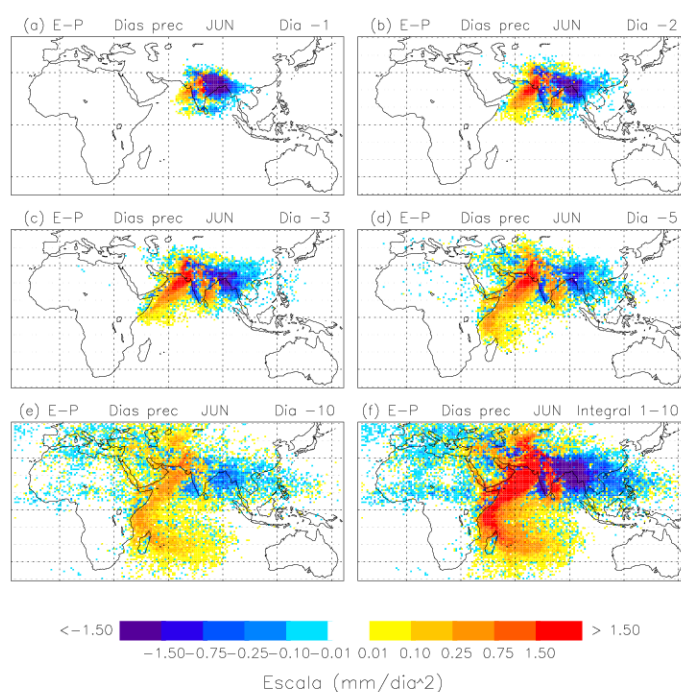 (a) E-P Dias prec JUN Dia -1
(b) E-P Dias prec JUN Dia -2
(c) E-P Dias prec JUN Dia -3
(d) E-P Dias prec JUN Dia -5
(e) E-P Dias prec JUN Dia -10
(f) E-P Dias prec JUN Integral 1-10
<-1.50 > 1.50
-1.50-0.75-0.10-0.01 0.01 0.10 0.25 0.75 1.50
Escala (mm/dia^2)